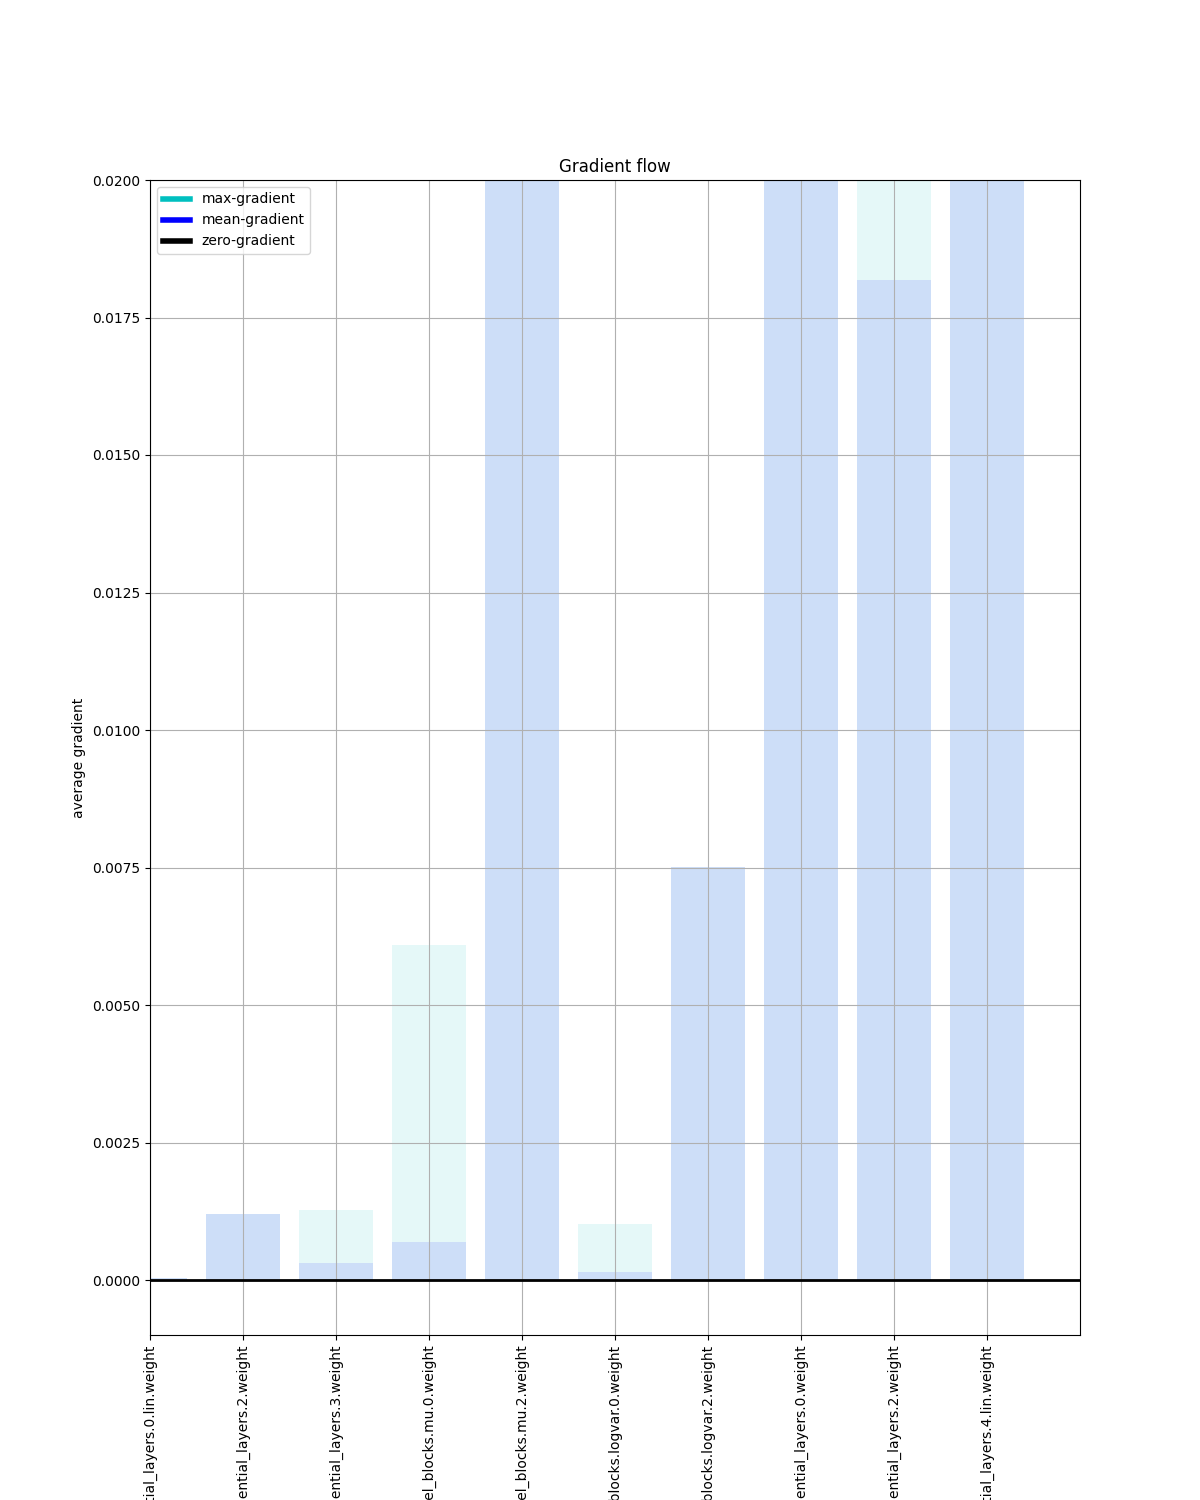 Gradient flow
max-gradient
mean-gradient
zero-gradient
0.0200
0.0175
0.0150
0.0125
0.0100
0.0075
0.0050
0.0025
0.0000
average gradient
tial_layers.0.lin.weight
ential_layers.2.weight
ential_layers.3.weight
el_blocks.mu.0.weight
el_blocks.mu.2.weight
blocks.logvar.0.weight
blocks.logvar.2.weight
ential_layers.0.weight
ential_layers.2.weight
tial_layers.4.lin.weight